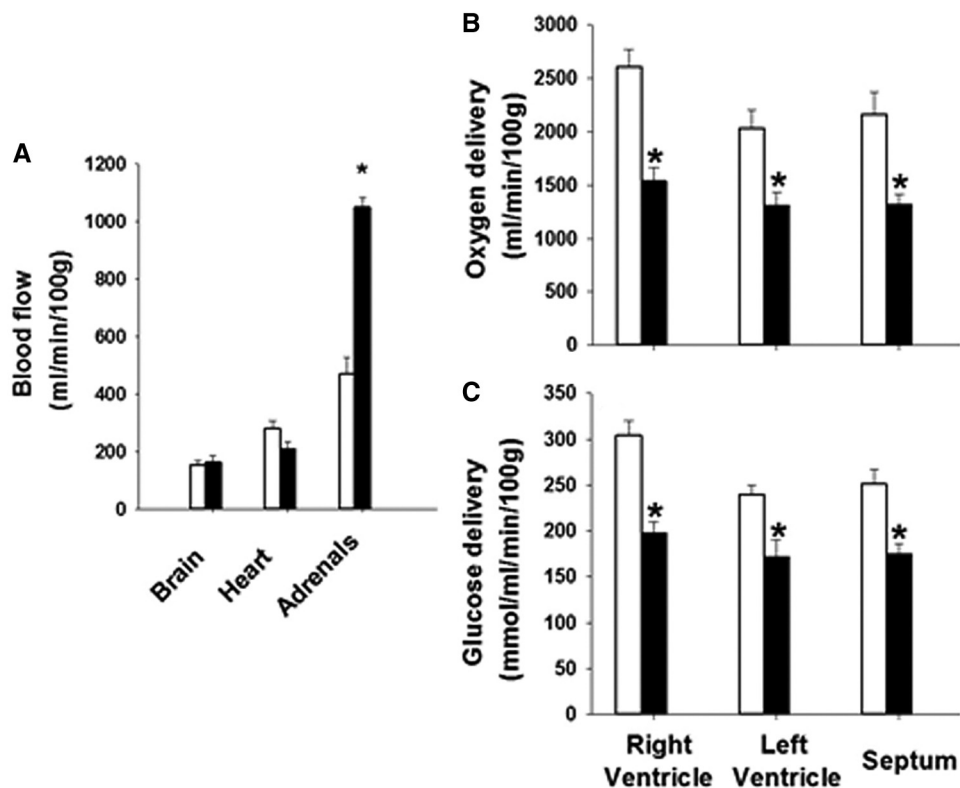 A
Blood flow
(ml/min/100g)
1200
1000
800
600
400
200
0
*
Brain
Heart
Adrenals
B
Oxygen delivery
(ml/min/100g)
3000
2500
2000
1500
1000
500
0
*
*
*
C
Glucose delivery
(mmol/ml/min/100g)
350
300
250
200
150
100
50
0
*
*
*
Right
Ventricle
Left
Ventricle
Septum